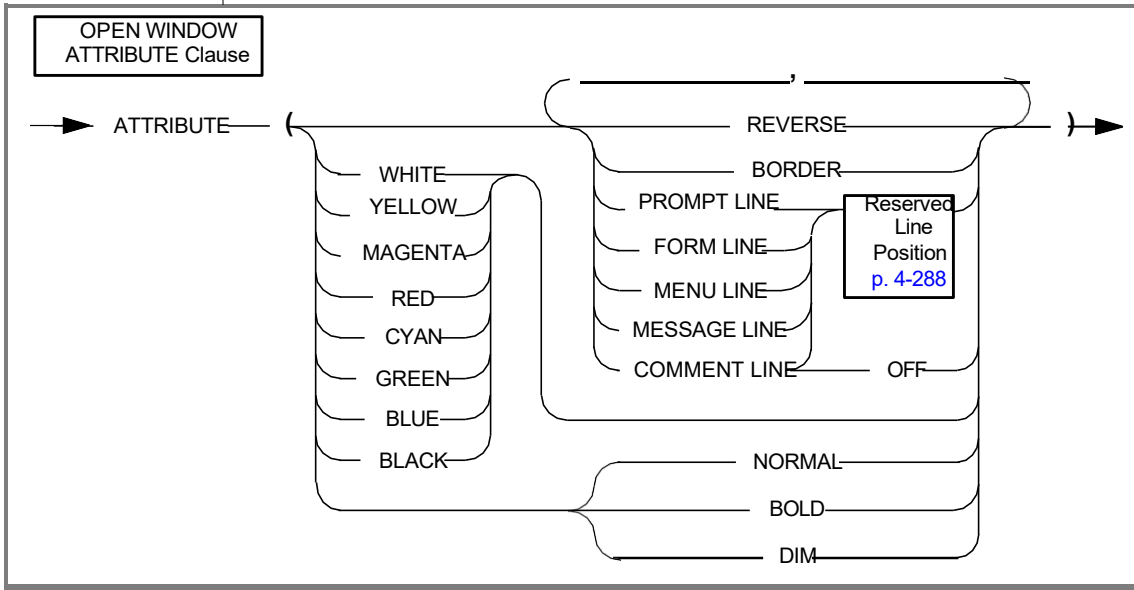 OPEN WINDOW
ATTRIBUTE Clause
,
ATTRIBUTE
(
REVERSE
)
BORDER
WHITE
YELLOW
MAGENTA
RED
CYAN
GREEN
BLUE
BLACK
PROMPT LINE
FORM LINE
MENU LINE
MESSAGE LINE
COMMENT LINE
OFF
Reserved
Line
Position
p. 4-288
NORMAL
BOLD
DIM